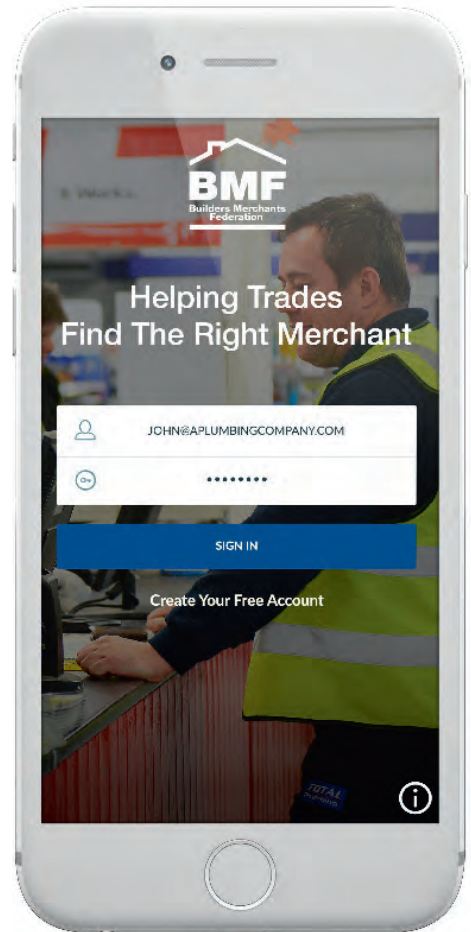 BMF
Builders Merchants
Federation
Helping Trades
Find The Right Merchant
JOHN@APLUMBINGCOMPANY.COM
••••••••
SIGN IN
Create Your Free Account
TOTAL